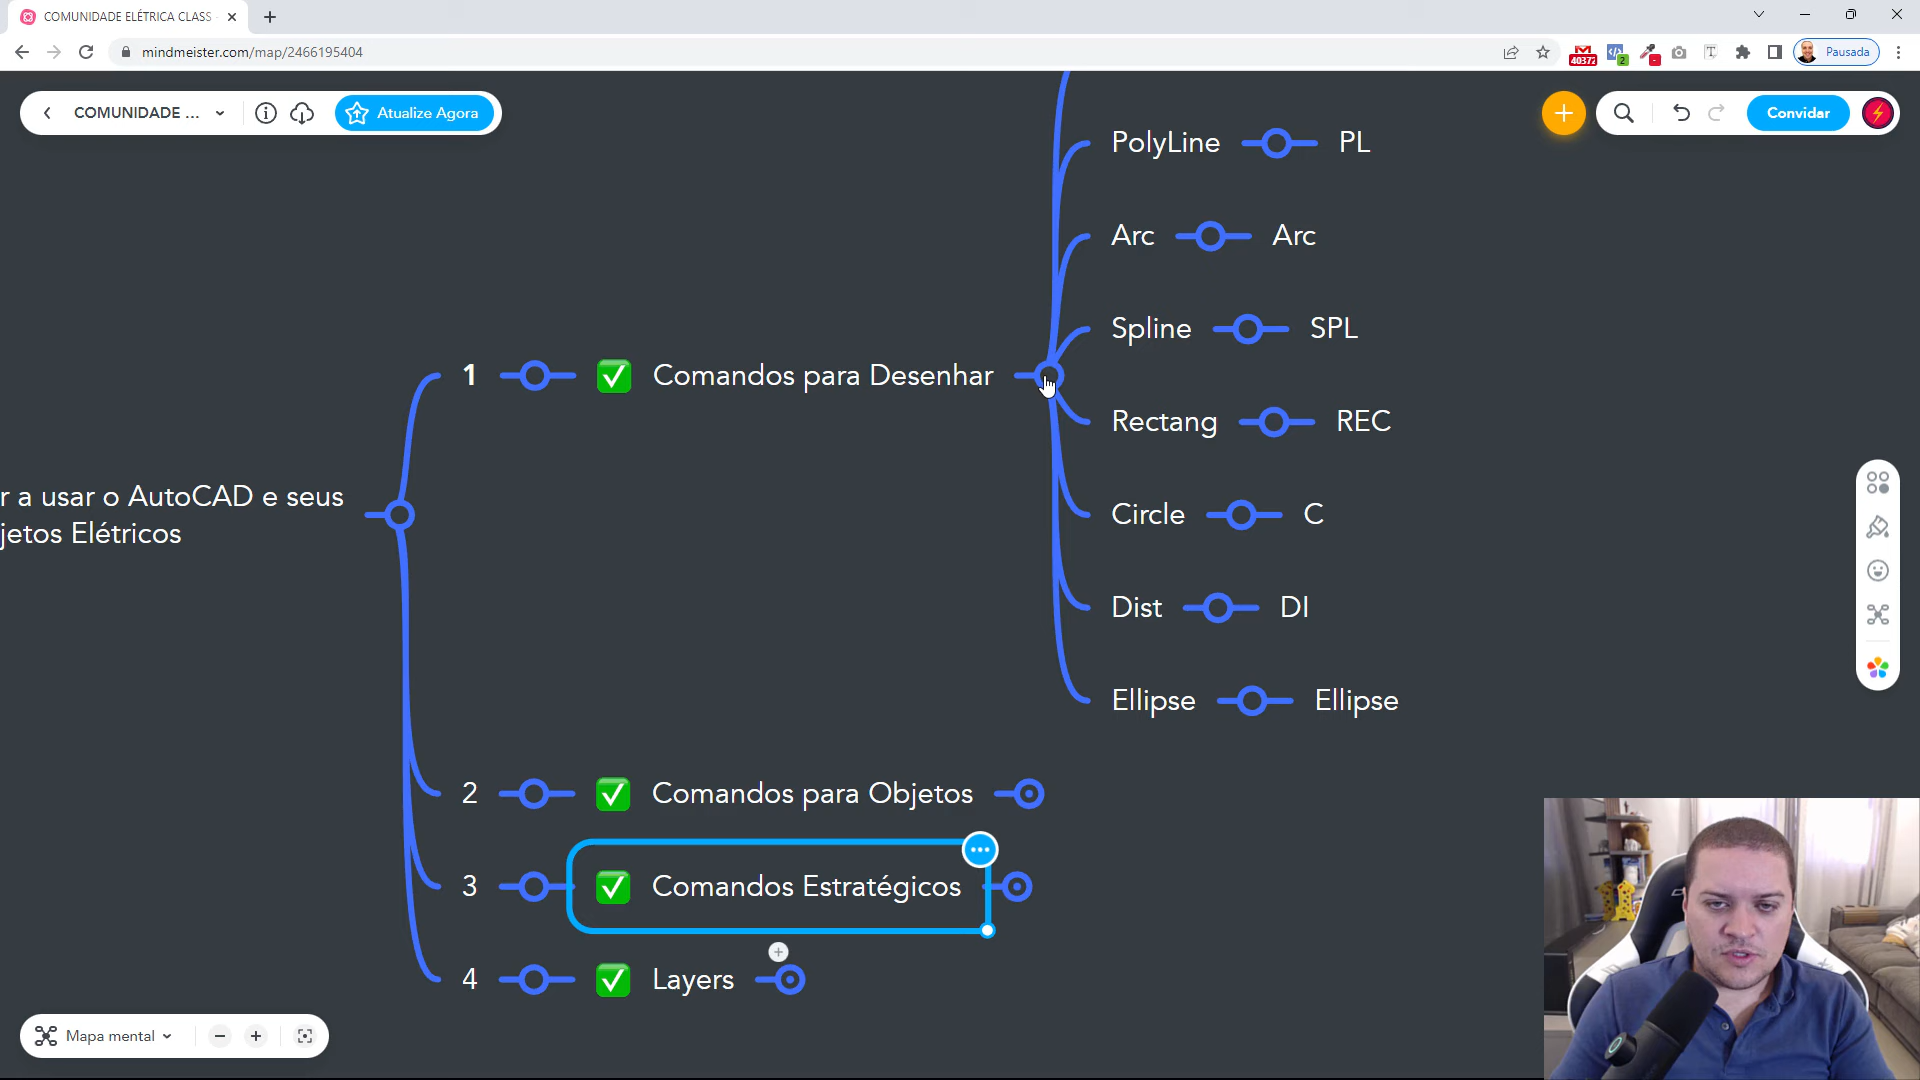 COMUNIDADE ELÉTRICA CLASS
mindmeister.com/map/2466195404
40372
2
Pausada
COMUNIDADE ...
Atualize Agora
Convidar
PolyLine PL
Arc Arc
Spline SPL
1 Comandos para Desenhar
Rectang REC
r a usar o AutoCAD e seus
jetos Elétricos
Circle C
Dist DI
Ellipse Ellipse
2 Comandos para Objetos
3 Comandos Estratégicos
4 Layers
Mapa mental